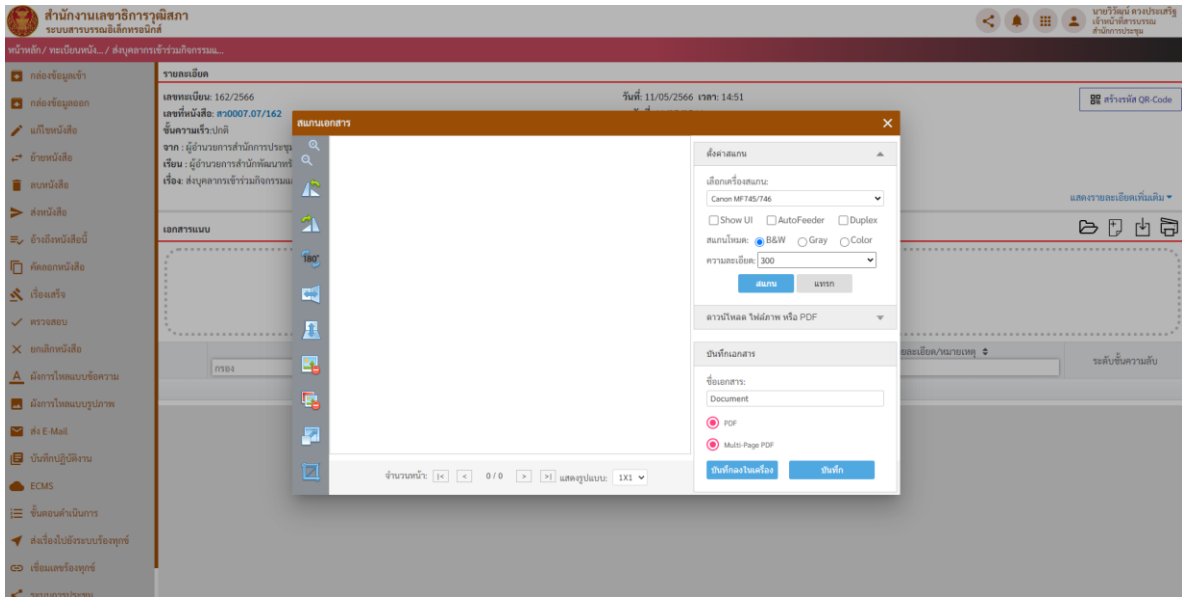 สำนักงานเลขาธิการวุฒิสภา
ระบบสารบรรณอิเล็กทรอนิกส์
นายวิวัฒน์ ดวงประเสริฐ
เจ้าหน้าที่สารบรรณ
สำนักการประชุม
หน้าหลัก / ทะเบียนหนัง... / ส่งบุคลากรเข้าร่วมกิจกรรมแ...
กล่องข้อมูลเข้า
กล่องข้อมูลออก
แก้ไขหนังสือ
ย้ายหนังสือ
ลบหนังสือ
ส่งหนังสือ
อ้างถึงหนังสือนี้
คัดลอกหนังสือ
เรื่องเสร็จ
ตรวจสอบ
ยกเลิกหนังสือ
ผังการไหลแบบข้อความ
ผังการไหลแบบรูปภาพ
ส่ง E-Mail
บันทึกปฏิบัติงาน
ECMS
ขั้นตอนดำเนินการ
ส่งเรื่องไปยังระบบร้องทุกข์
เชื่อมเลขร้องทุกข์
ระบบการประชุม
รายละเอียด
เลขทะเบียน: 162/2566
วันที่: 11/05/2566 เวลา: 14:51
สร้างรหัส QR-Code
เลขที่หนังสือ: สว0007.07/162
ชั้นความเร็ว:ปกติ
จาก : ผู้อำนวยการสำนักการประชุม
เรียน : ผู้อำนวยการสำนักพัฒนาทรั
เรื่อง: ส่งบุคลากรเข้าร่วมกิจกรรมแ
แสดงรายละเอียดเพิ่มเติม
เอกสารแนบ
กรอง
ยละเอียด/หมายเหตุ
ระดับชั้นความลับ
สแกนเอกสาร
180°
ตั้งค่าสแกน
เลือกเครื่องสแกน:
Canon MF745/746
Show UI AutoFeeder Duplex
สแกนโหมด: B&W Gray Color
ความละเอียด: 300
สแกน แทรก
ดาวน์โหลด ไฟล์ภาพ หรือ PDF
บันทึกเอกสาร
ชื่อเอกสาร:
Document
PDF
Multi-Page PDF
บันทึกลงในเครื่อง บันทึก
จำนวนหน้า: |< < 0 / 0 > >| แสดงรูปแบบ: 1X1